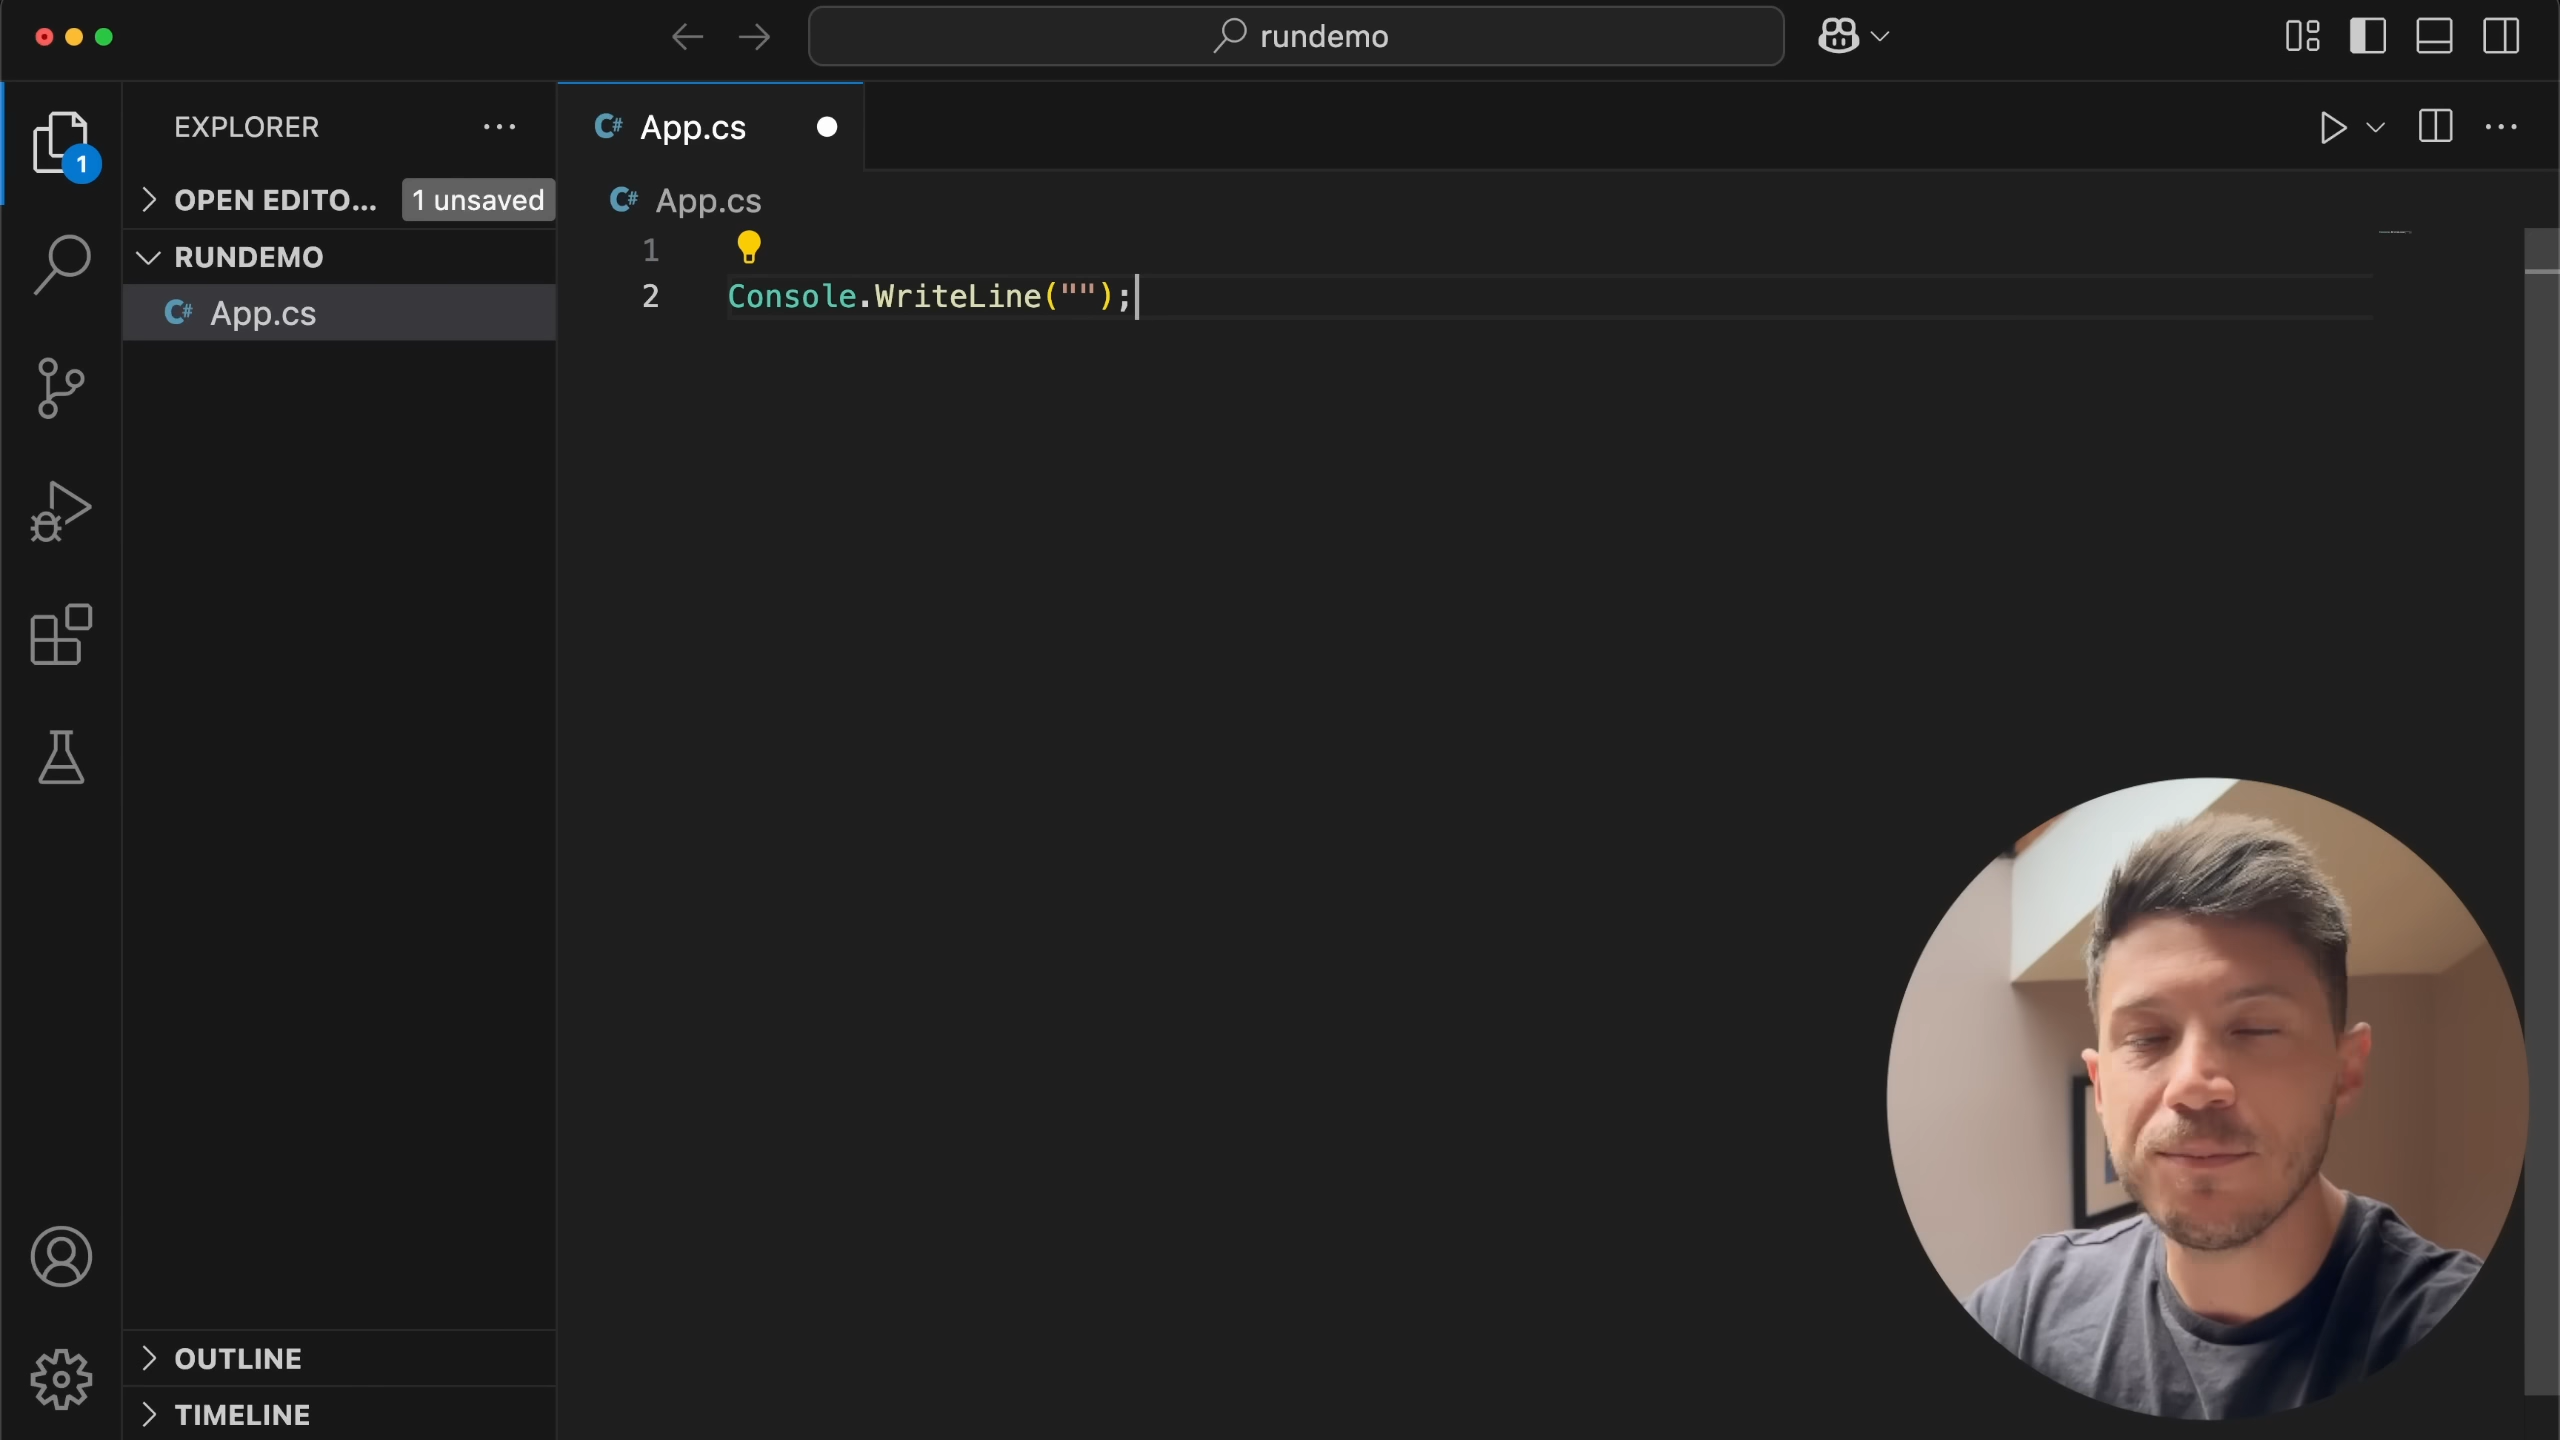 rundemo
EXPLORER
1
OPEN EDITO... 1 unsaved
RUNDEMO
C# App.cs
C# App.cs
C# App.cs
1
2 Console.WriteLine("");
OUTLINE
TIMELINE